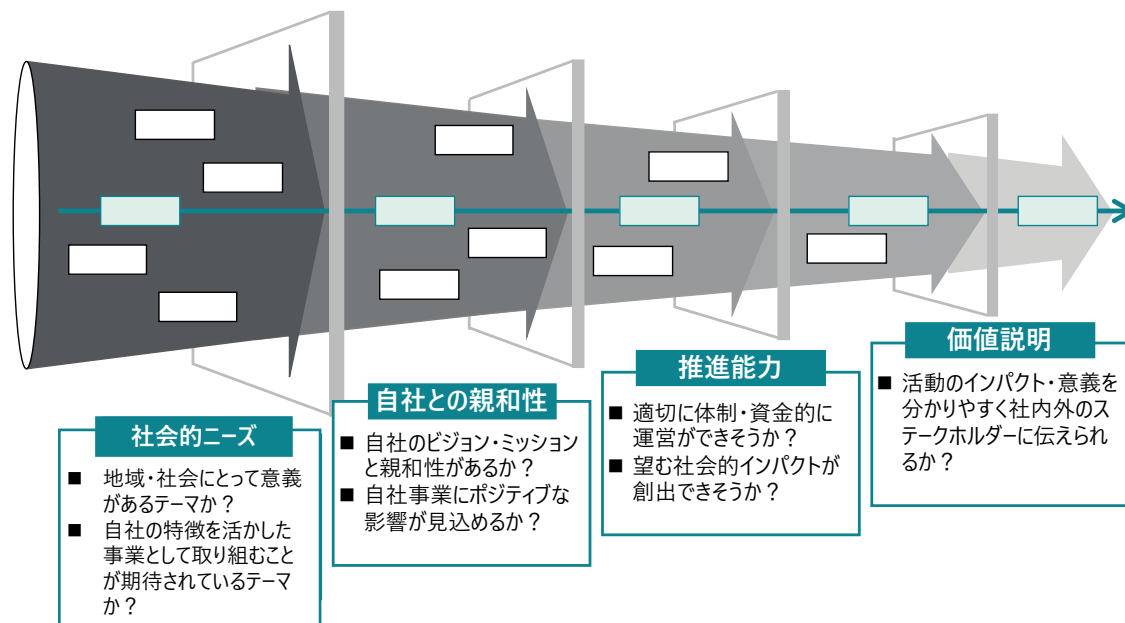 社会的ニーズ
■ 地域・社会にとって意義
があるテーマか？
■ 自社の特徴を活かした
事業として取り組むこと
が期待されているテーマ
か？
自社との親和性
■ 自社のビジョン・ミッション
と親和性があるか？
■ 自社事業にポジティブな
影響が見込めるか？
推進能力
■ 適切に体制・資金的に
運営ができそうか？
■ 望む社会的インパクトが
創出できそうか？
価値説明
■ 活動のインパクト・意義を
分かりやすく社内外のス
テークホルダーに伝えられ
るか？